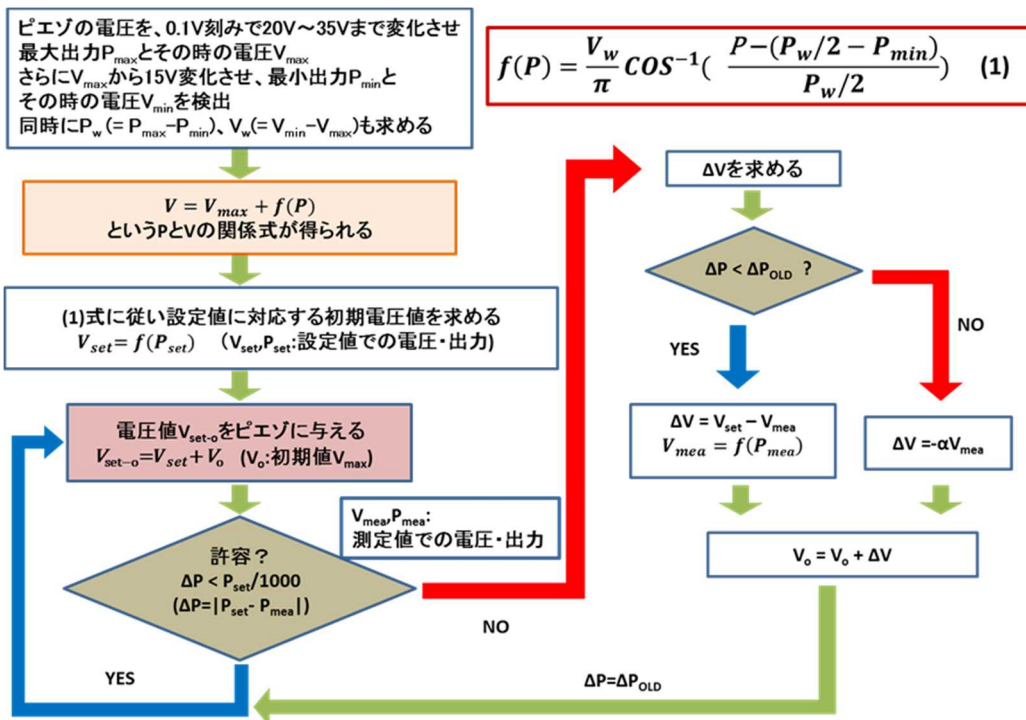 ピエゾの電圧を、0.1V刻みで20V～35Vまで変化させ
最大出力Pmaxとその時の電圧Vmax
さらにVmaxから15V変化させ、最小出力Pminと
その時の電圧Vminを検出
同時にPw(=Pmax-Pmin)、Vw(=Vmin-Vmax)も求める
V = Vmax + f(P)
というPとVの関係式が得られる
(1)式に従い設定値に対応する初期電圧値を求める
Vset= f(Pset) (Vset,Pset:設定値での電圧・出力)
電圧値Vset-oをピエゾに与える
Vset-o=Vset + Vo (Vo:初期値Vmax)
Vmea,Pmea:
測定値での電圧・出力
許容？
ΔP < Pset/1000
(ΔP=|Pset- Pmea|)
NO
YES
f(P) = Vw/π COS⁻¹( P-(Pw/2 - Pmin)/Pw/2 ) (1)
ΔVを求める
ΔP < ΔPOLD ?
NO
YES
ΔV = Vset - Vmea
Vmea = f(Pmea)
ΔV =-αVmea
Vo = Vo + ΔV
ΔP=ΔPOLD